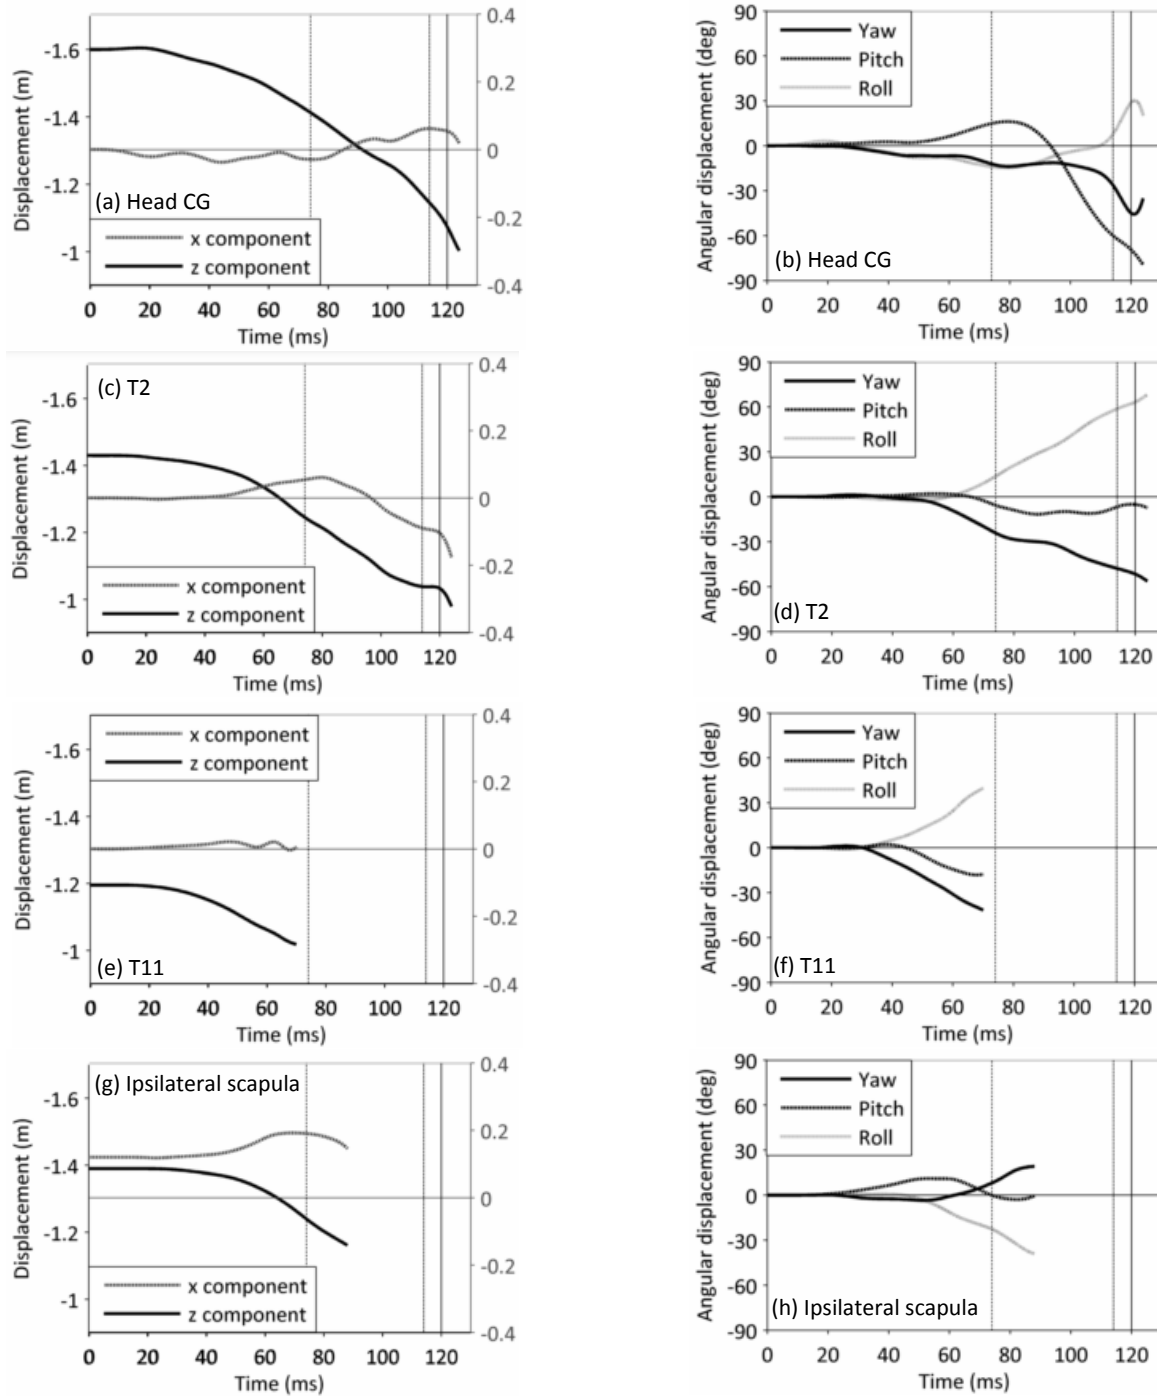 0.4
-1.6
0.2
-1.4
0
-1.2
-0.2
-1
-0.4
Displacement (m)
(a) Head CG
x component
z component
0 20 40 60 80 100 120
Time (ms)
90
60
30
0
-30
-60
-90
Angular displacement (deg)
Yaw
Pitch
Roll
(b) Head CG
0 20 40 60 80 100 120
Time (ms)
(c) T2
0.4
-1.6
0.2
-1.4
0
-1.2
-0.2
-1
-0.4
Displacement (m)
x component
z component
0 20 40 60 80 100 120
Time (ms)
90
60
30
0
-30
-60
-90
Angular displacement (deg)
Yaw
Pitch
Roll
(d) T2
0 20 40 60 80 100 120
Time (ms)
0.4
-1.6
0.2
-1.4
0
-1.2
-0.2
-1
-0.4
Displacement (m)
x component
z component
(e) T11
0 20 40 60 80 100 120
Time (ms)
90
60
30
0
-30
-60
-90
Angular displacement (deg)
Yaw
Pitch
Roll
(f) T11
0 20 40 60 80 100 120
Time (ms)
(g) Ipsilateral scapula
0.4
-1.6
0.2
-1.4
0
-1.2
-0.2
-1
-0.4
Displacement (m)
x component
z component
0 20 40 60 80 100 120
Time (ms)
90
60
30
0
-30
-60
-90
Angular displacement (deg)
Yaw
Pitch
Roll
(h) Ipsilateral scapula
0 20 40 60 80 100 120
Time (ms)